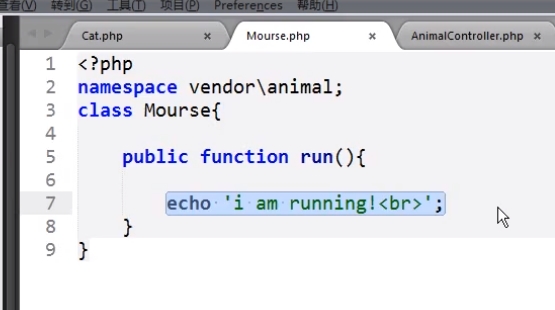 查看(V) 转到(G) 工具(T) 项目(P) Preferences 帮助(H)
Cat.php × Mourse.php × AnimalController.php ×
1 <?php
2 namespace vendor\animal;
3 class Mourse{
4
5 public function run(){
6
7 echo 'i am running!<br>';
8 }
9 }